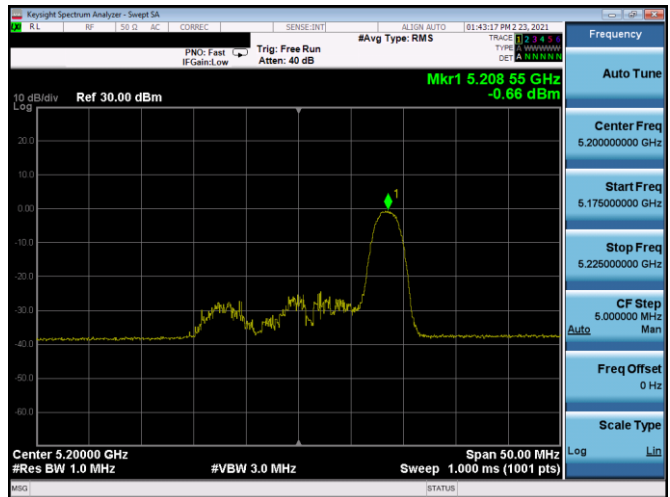 Keysight Spectrum Analyzer - Swept SA
RL RF 50 Ω AC CORREC SENSE:INT ALIGN AUTO 01:43:17 PM 2 23, 2021
#Avg Type: RMS
TRACE 1 2 3 4 5 6
PNO: Fast Trig: Free Run
TYPE A WWWWW
IFGain:Low Atten: 40 dB
DET A N N N N N
Mkr1 5.208 55 GHz
-0.66 dBm
10 dB/div Ref 30.00 dBm
Log
20.0
10.0
0.00
-10.0
-20.0
-30.0
-40.0
-50.0
-60.0
1
Center 5.20000 GHz Span 50.00 MHz
#Res BW 1.0 MHz #VBW 3.0 MHz Sweep 1.000 ms (1001 pts)
MSG STATUS
Frequency
Auto Tune
Center Freq
5.200000000 GHz
Start Freq
5.175000000 GHz
Stop Freq
5.225000000 GHz
CF Step
5.000000 MHz
Auto Man
Freq Offset
0 Hz
Scale Type
Log Lin